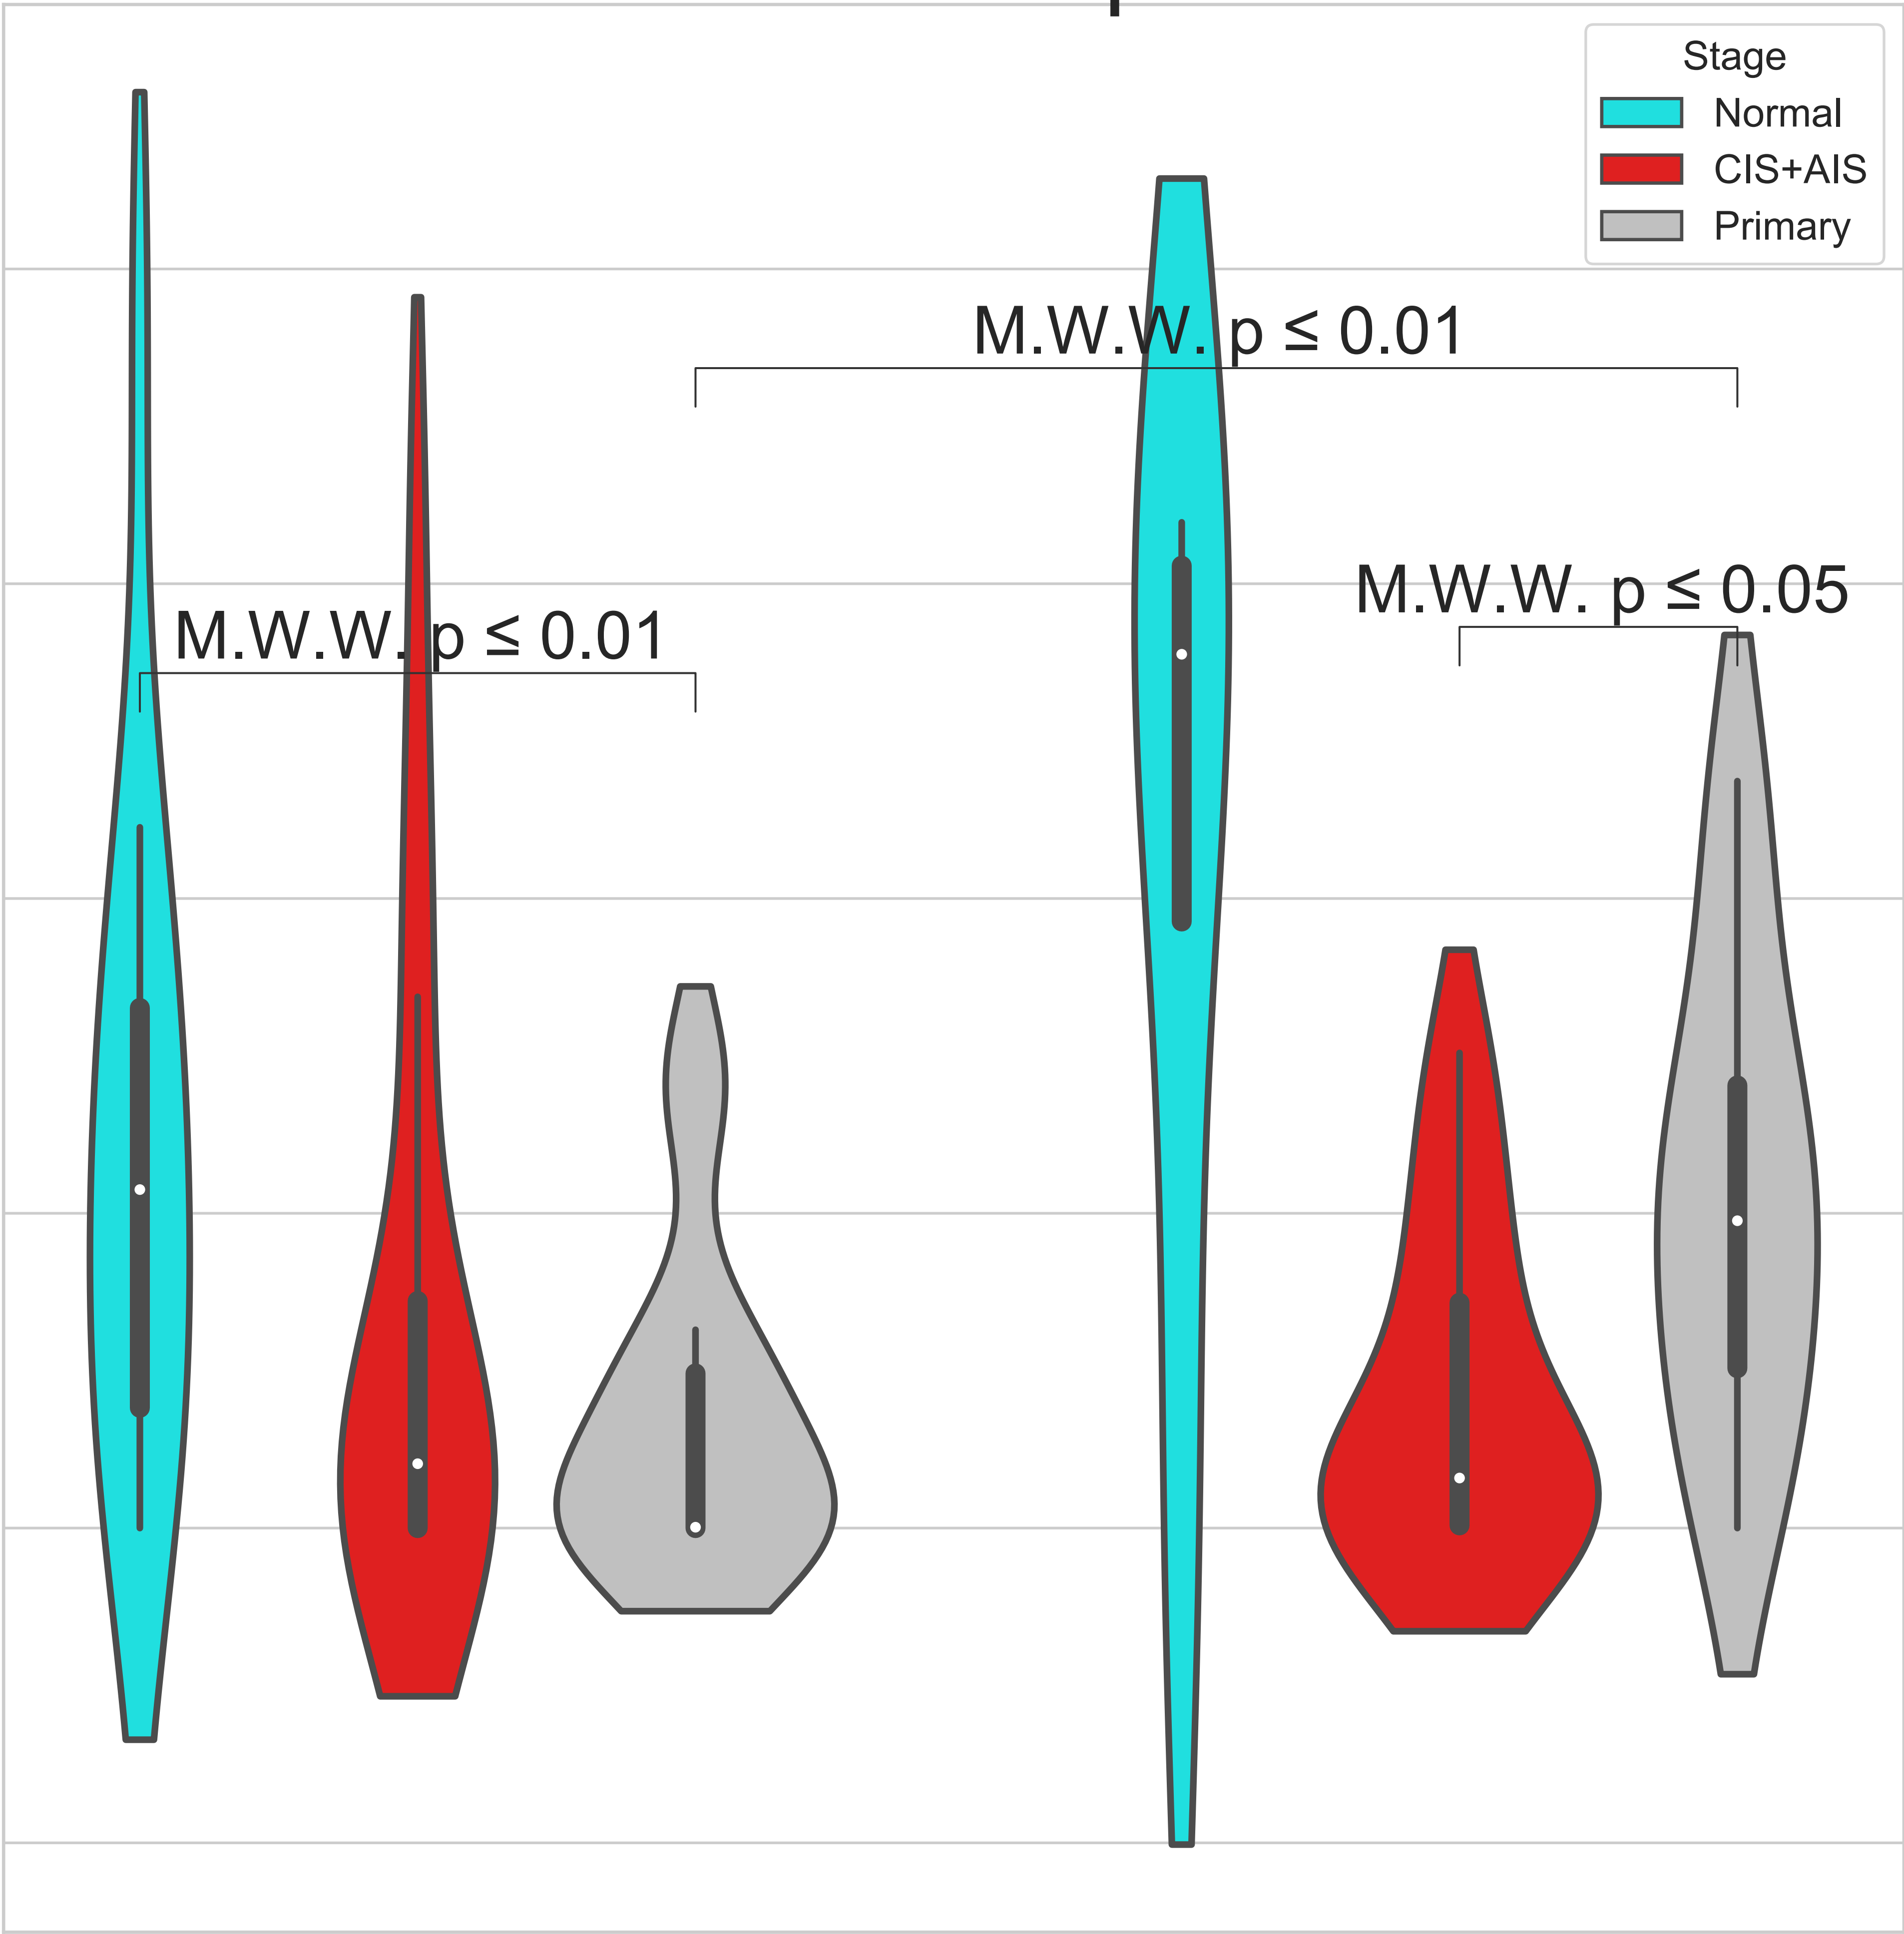 Stage
Normal
CIS+AIS
Primary
M.W.W. p ≤ 0.01
M.W.W. p ≤ 0.05
M.W.W. p ≤ 0.01